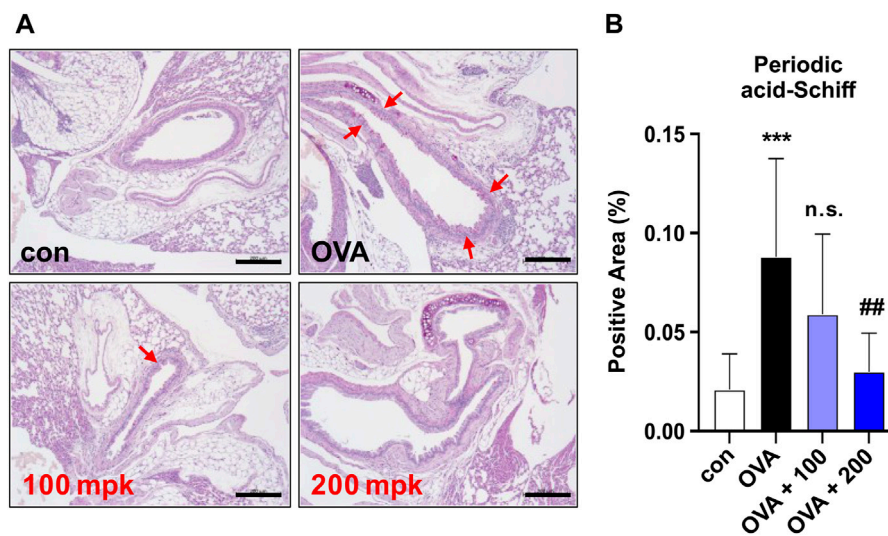 A
con
OVA
100 mpk
200 mpk
B
Periodic
acid-Schiff
Positive Area (%)
0.15
0.10
0.05
0.00
***
n.s.
##
con
OVA
OVA + 100
OVA + 200